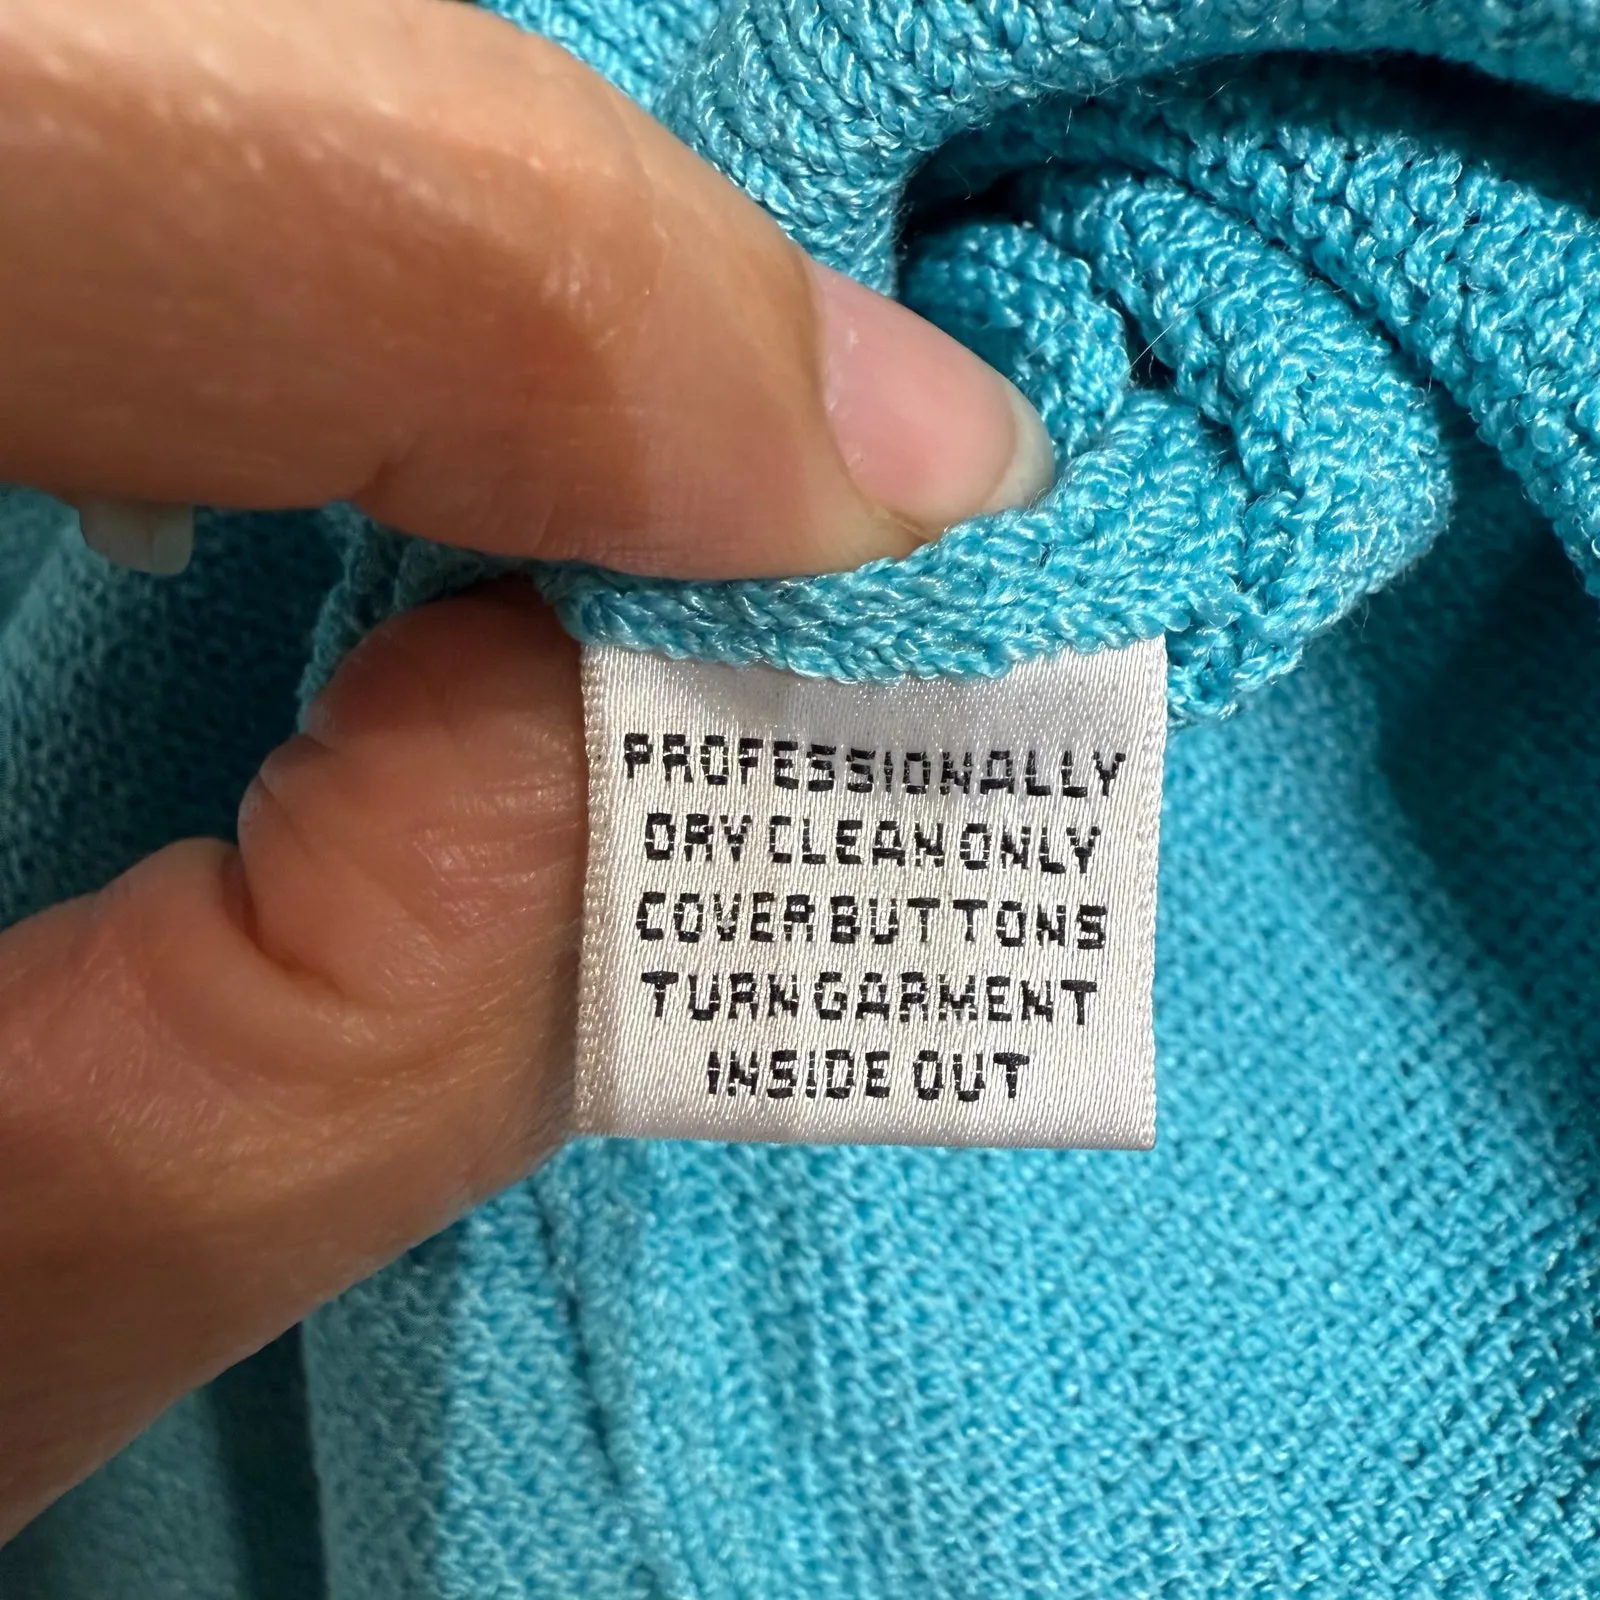 PROFESSIONALLY
DRY CLEAN ONLY
COVER BUTTONS
TURN GARMENT
INSIDE OUT